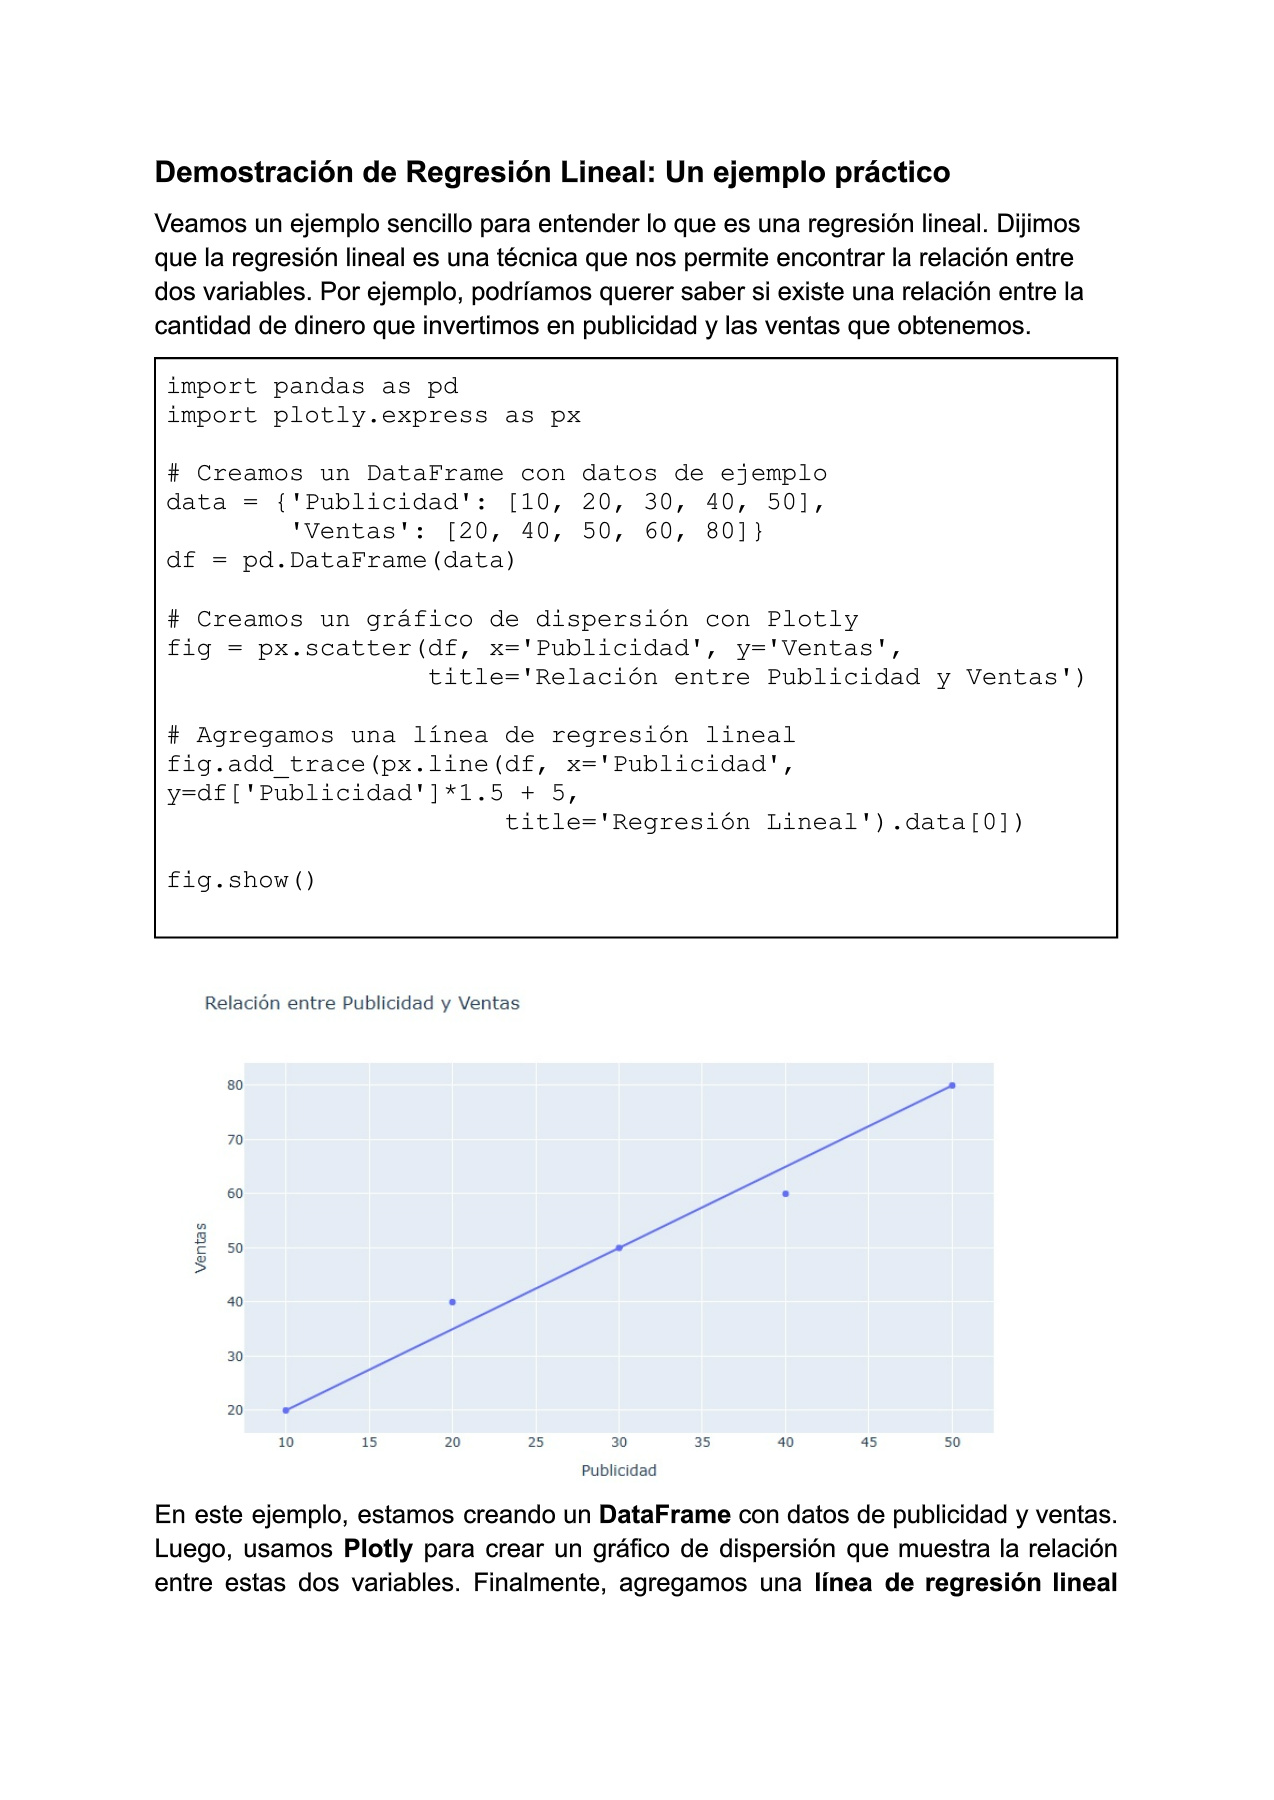 Demostración de Regresión Lineal: Un ejemplo práctico
Veamos un ejemplo sencillo para entender lo que es una regresión lineal. Dijimos
que la regresión lineal es una técnica que nos permite encontrar la relación entre
dos variables. Por ejemplo, podríamos querer saber si existe una relación entre la
cantidad de dinero que invertimos en publicidad y las ventas que obtenemos.
import pandas as pd
import plotly.express as px
# Creamos un DataFrame con datos de ejemplo
data = {'Publicidad': [10, 20, 30, 40, 50],
        'Ventas': [20, 40, 50, 60, 80]}
df = pd.DataFrame(data)
# Creamos un gráfico de dispersión con Plotly
fig = px.scatter(df, x='Publicidad', y='Ventas',
                 title='Relación entre Publicidad y Ventas')
# Agregamos una línea de regresión lineal
fig.add_trace(px.line(df, x='Publicidad',
y=df['Publicidad']*1.5 + 5,
                      title='Regresión Lineal').data[0])
fig.show()
Relación entre Publicidad y Ventas
80
70
60
50
40
30
20
Ventas
10 15 20 25 30 35 40 45 50
Publicidad
En este ejemplo, estamos creando un DataFrame con datos de publicidad y ventas.
Luego, usamos Plotly para crear un gráfico de dispersión que muestra la relación
entre estas dos variables. Finalmente, agregamos una línea de regresión lineal